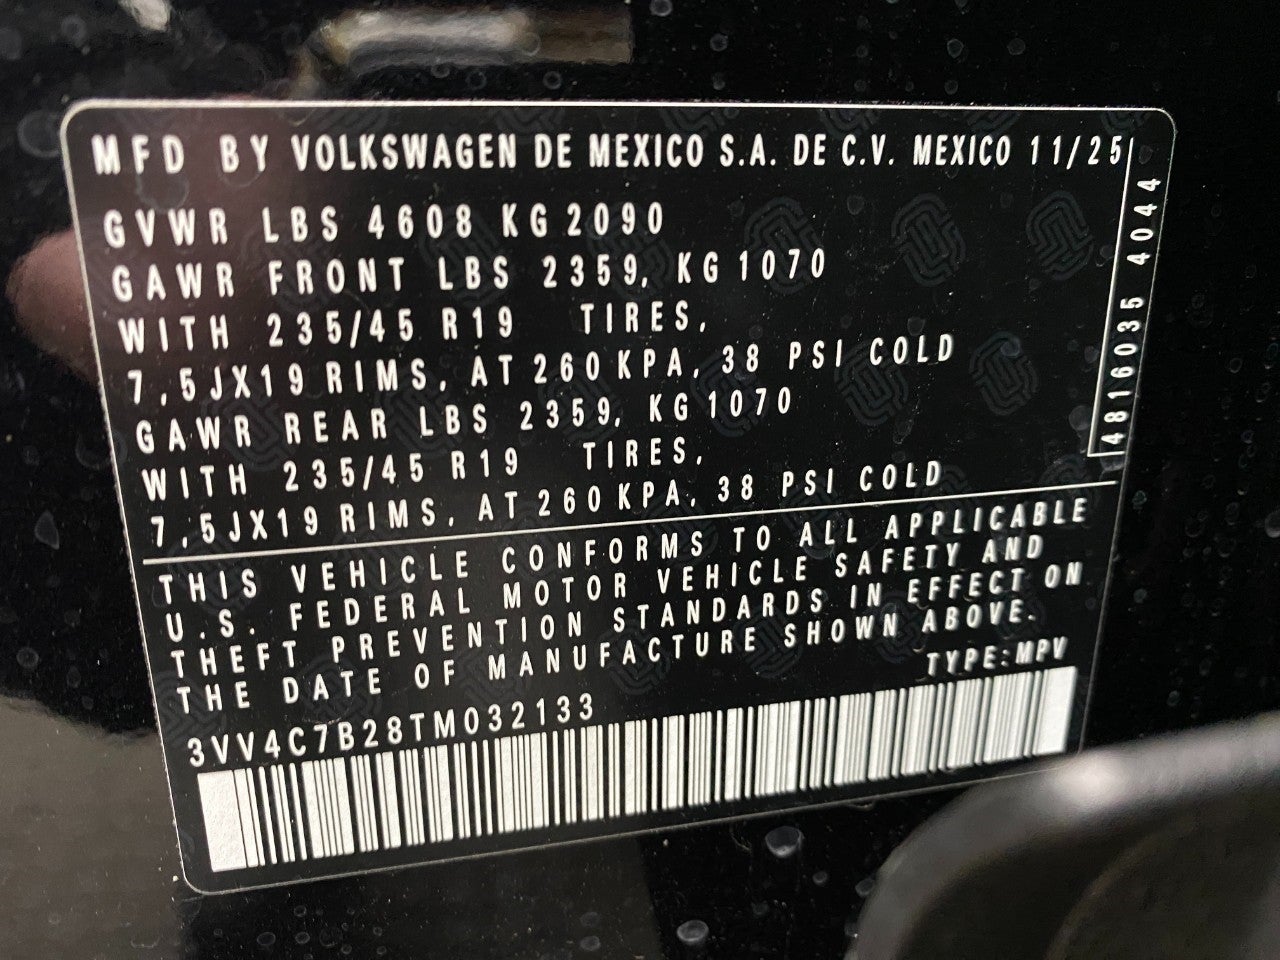 MFD BY VOLKSWAGEN DE MEXICO S.A. DE C.V. MEXICO 11/25
GVWR LBS 4608 KG 2090
GAWR FRONT LBS 2359, KG 1070
WITH 235/45 R19 TIRES,
7,5JX19 RIMS, AT 260 KPA, 38 PSI COLD
GAWR REAR LBS 2359, KG 1070
WITH 235/45 R19 TIRES,
7,5JX19 RIMS, AT 260 KPA, 38 PSI COLD
4816035 4044
THIS VEHICLE CONFORMS TO ALL APPLICABLE
U.S. FEDERAL MOTOR VEHICLE SAFETY AND
THEFT PREVENTION STANDARDS IN EFFECT ON
THE DATE OF MANUFACTURE SHOWN ABOVE.
3VV4C7B28TM032133 TYPE:MPV